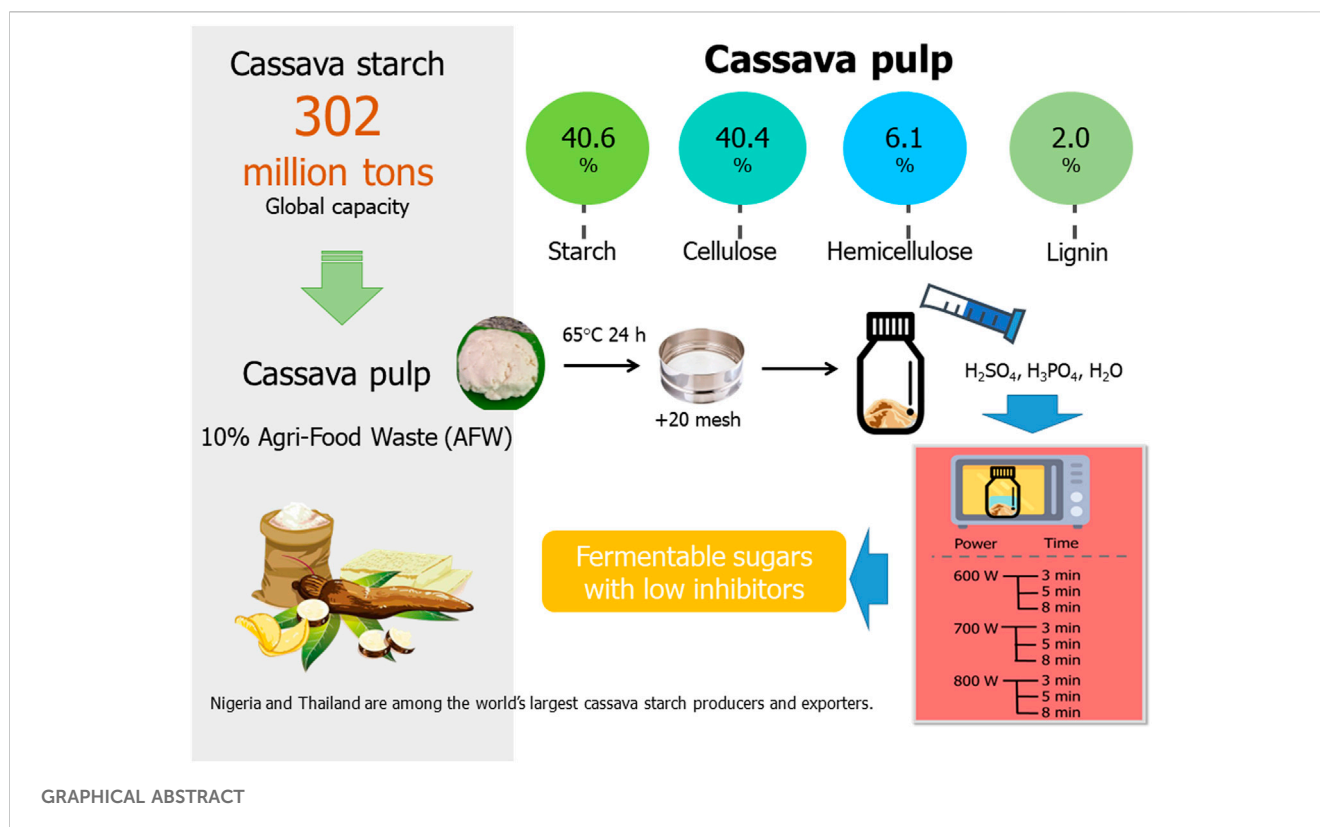 Cassava starch
302
million tons
Global capacity
Cassava pulp
10% Agri-Food Waste (AFW)
Cassava pulp
40.6
%
40.4
%
6.1
%
2.0
%
Starch
Cellulose
Hemicellulose
Lignin
65°C 24 h
+20 mesh
H₂SO₄, H₃PO₄, H₂O
Power Time
600 W
3 min
5 min
8 min
700 W
3 min
5 min
8 min
800 W
3 min
5 min
8 min
Fermentable sugars
with low inhibitors
Nigeria and Thailand are among the world's largest cassava starch producers and exporters.
GRAPHICAL ABSTRACT